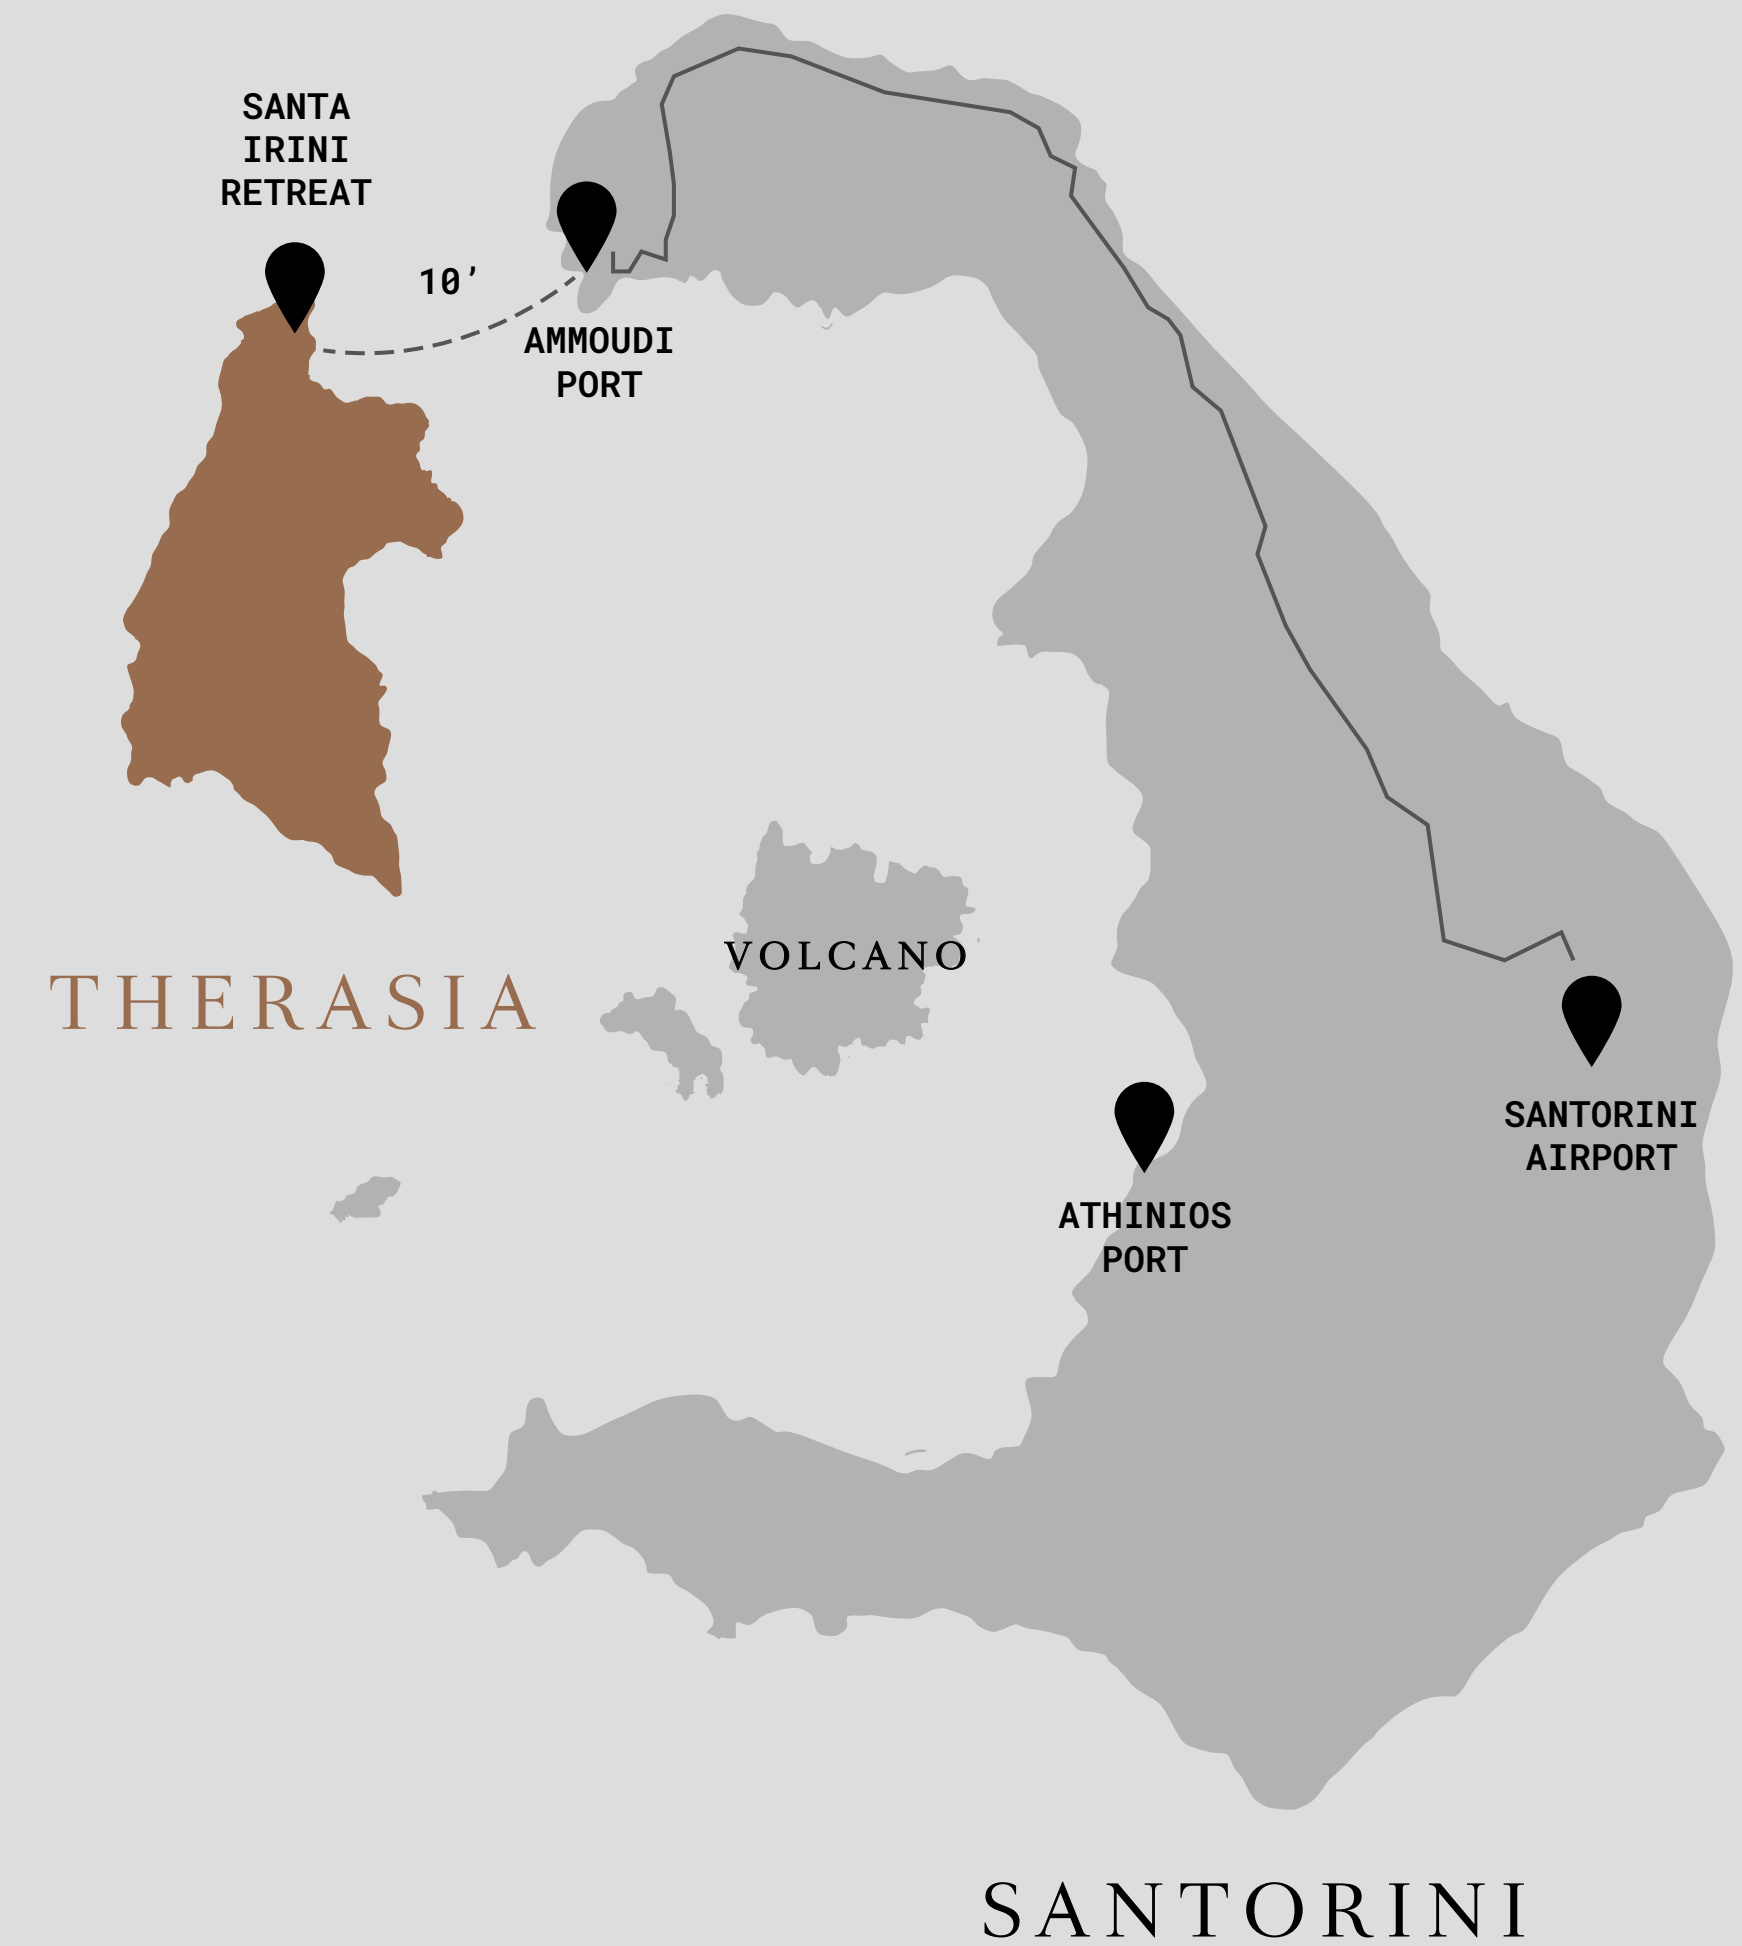 SANTA
IRINI
RETREAT
10’
AMMOUDI
PORT
VOLCANO
THERASIA
SANTORINI
AIRPORT
ATHINIOS
PORT
SANTORINI